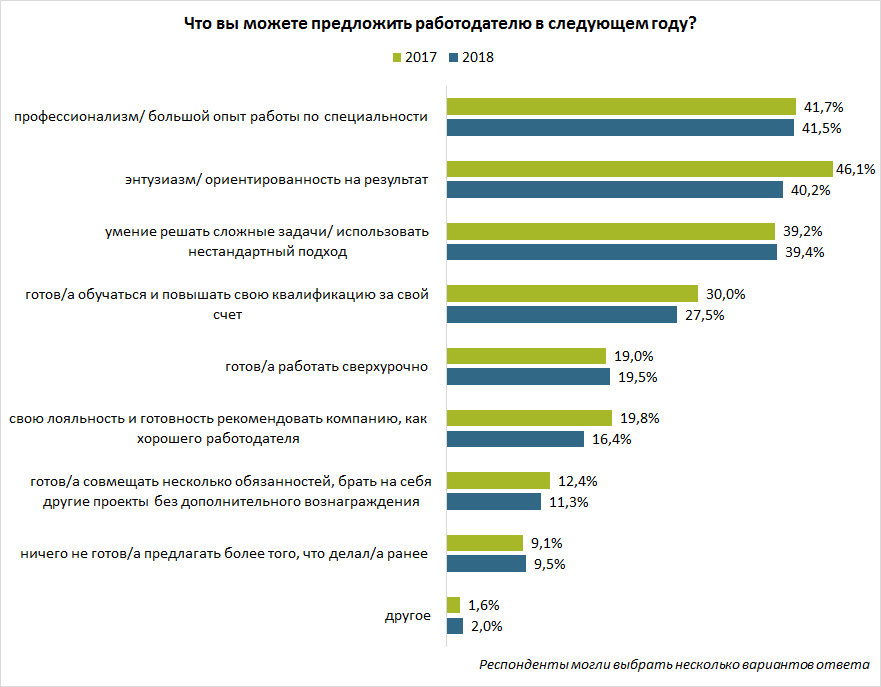 Что вы можете предложить работодателю в следующем году?
2017 2018
профессионализм/ большой опыт работы по специальности
41,7%
41,5%
энтузиазм/ ориентированность на результат
46,1%
40,2%
умение решать сложные задачи/ использовать
нестандартный подход
39,2%
39,4%
готов/а обучаться и повышать свою квалификацию за свой
счет
30,0%
27,5%
готов/а работать сверхурочно
19,0%
19,5%
свою лояльность и готовность рекомендовать компанию, как
хорошего работодателя
19,8%
16,4%
готов/а совмещать несколько обязанностей, брать на себя
другие проекты без дополнительного вознаграждения
12,4%
11,3%
ничего не готов/а предлагать более того, что делал/а ранее
9,1%
9,5%
другое
1,6%
2,0%
Респонденты могли выбрать несколько вариантов ответа